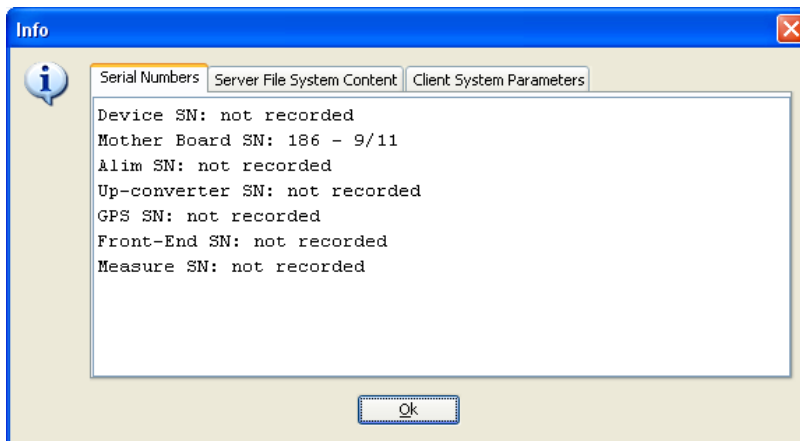 Info
Serial Numbers Server File System Content Client System Parameters
Device SN: not recorded
Mother Board SN: 186 - 9/11
Alim SN: not recorded
Up-converter SN: not recorded
GPS SN: not recorded
Front-End SN: not recorded
Measure SN: not recorded
Ok